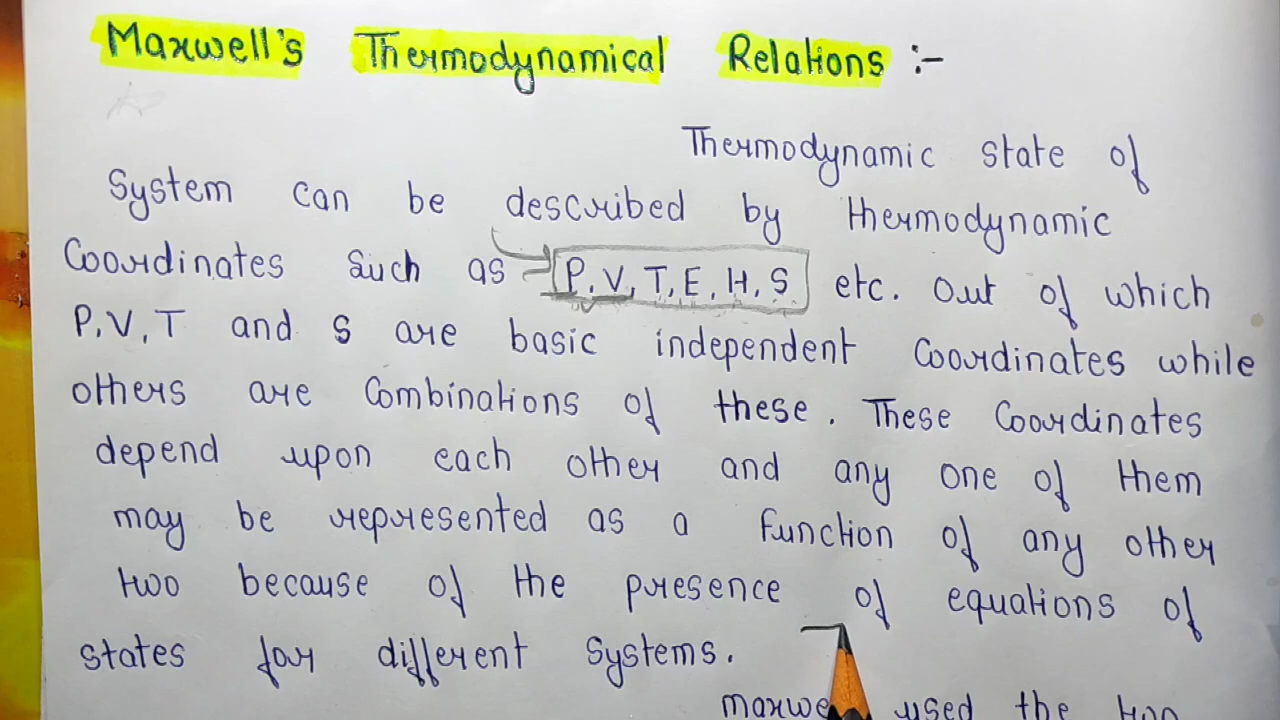 Maxwell's Thermodynamical Relations :-
Thermodynamic state of
System can be described by thermodynamic
Coordinates such as P, V, T, E, H, S etc. Out of which
P, V, T and S are basic independent Coordinates while
others are Combinations of these. These Coordinates
depend upon each other and any one of them
may be represented as a function of any other
two because of the presence of equations of
states for different Systems.
used the two